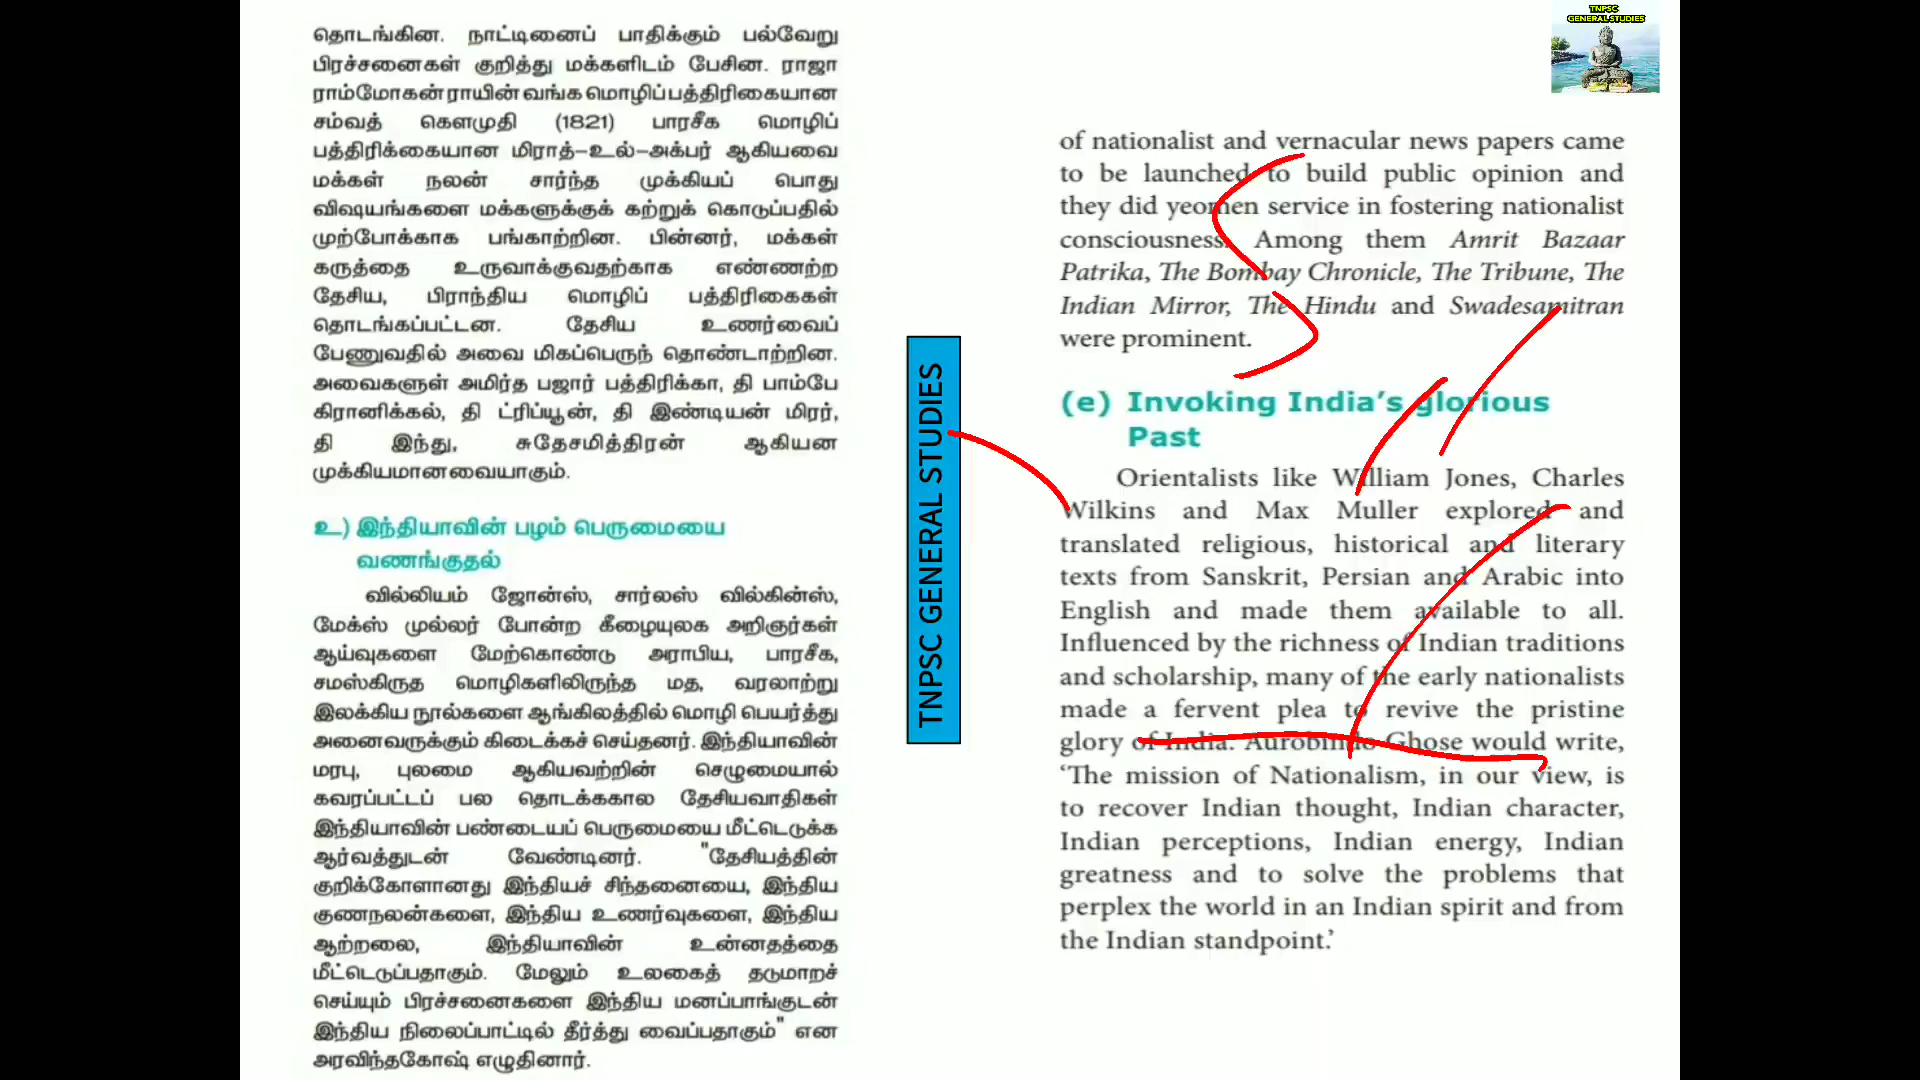 தொடங்கின. நாட்டினைப் பாதிக்கும் பல்வேறு
பிரச்சனைகள் குறித்து மக்களிடம் பேசின. ராஜா
ராம்மோகன் ராயின் வங்க மொழிப் பத்திரிகையான
சம்வத் கௌமுதி (1821) பாரசீக மொழிப்
பத்திரிக்கையான மிராத்–உல்–அக்பர் ஆகியவை
மக்கள் நலன் சார்ந்த முக்கியப் பொது
விஷயங்களை மக்களுக்குக் கற்றுக் கொடுப்பதில்
முற்போக்காக பங்காற்றின. பின்னர், மக்கள்
கருத்தை உருவாக்குவதற்காக எண்ணற்ற
தேசிய, பிராந்திய மொழிப் பத்திரிகைகள்
தொடங்கப்பட்டன. தேசிய உணர்வைப்
பேணுவதில் அவை மிகப்பெருந் தொண்டாற்றின.
அவைகளுள் அமிர்த பஜார் பத்திரிக்கா, தி பாம்பே
கிரானிக்கல், தி ட்ரிப்யூன், தி இண்டியன் மிரர்,
தி இந்து, சுதேசமித்திரன் ஆகியன
முக்கியமானவையாகும்.
உ) இந்தியாவின் பழம் பெருமையை
வணங்குதல்
வில்லியம் ஜோன்ஸ், சார்லஸ் வில்கின்ஸ்,
மேக்ஸ் முல்லர் போன்ற கீழையுலக அறிஞர்கள்
ஆய்வுகளை மேற்கொண்டு அராபிய, பாரசீக,
சமஸ்கிருத மொழிகளிலிருந்த மத, வரலாற்று
இலக்கிய நூல்களை ஆங்கிலத்தில் மொழி பெயர்த்து
அனைவருக்கும் கிடைக்கச் செய்தனர். இந்தியாவின்
மரபு, புலமை ஆகியவற்றின் செழுமையால்
கவரப்பட்டப் பல தொடக்ககால தேசியவாதிகள்
இந்தியாவின் பண்டையப் பெருமையை மீட்டெடுக்க
ஆர்வத்துடன் வேண்டினர். "தேசியத்தின்
குறிக்கோளானது இந்தியச் சிந்தனையை, இந்திய
குணநலன்களை, இந்திய உணர்வுகளை, இந்திய
ஆற்றலை, இந்தியாவின் உன்னதத்தை
மீட்டெடுப்பதாகும். மேலும் உலகைத் தடுமாறச்
செய்யும் பிரச்சனைகளை இந்திய மனப்பாங்குடன்
இந்திய நிலைப்பாட்டில் தீர்த்து வைப்பதாகும்" என
அரவிந்தகோஷ் எழுதினார்.
TNPSC GENERAL STUDIES
TNPSC
GENERAL STUDIES
of nationalist and vernacular news papers came
to be launched to build public opinion and
they did yeomen service in fostering nationalist
consciousness. Among them Amrit Bazaar
Patrika, The Bombay Chronicle, The Tribune, The
Indian Mirror, The Hindu and Swadesamitran
were prominent.
(e) Invoking India's glorious
Past
Orientalists like William Jones, Charles
Wilkins and Max Muller explored and
translated religious, historical and literary
texts from Sanskrit, Persian and Arabic into
English and made them available to all.
Influenced by the richness of Indian traditions
and scholarship, many of the early nationalists
made a fervent plea to revive the pristine
glory of India. Aurobindo Ghose would write,
‘The mission of Nationalism, in our view, is
to recover Indian thought, Indian character,
Indian perceptions, Indian energy, Indian
greatness and to solve the problems that
perplex the world in an Indian spirit and from
the Indian standpoint.’